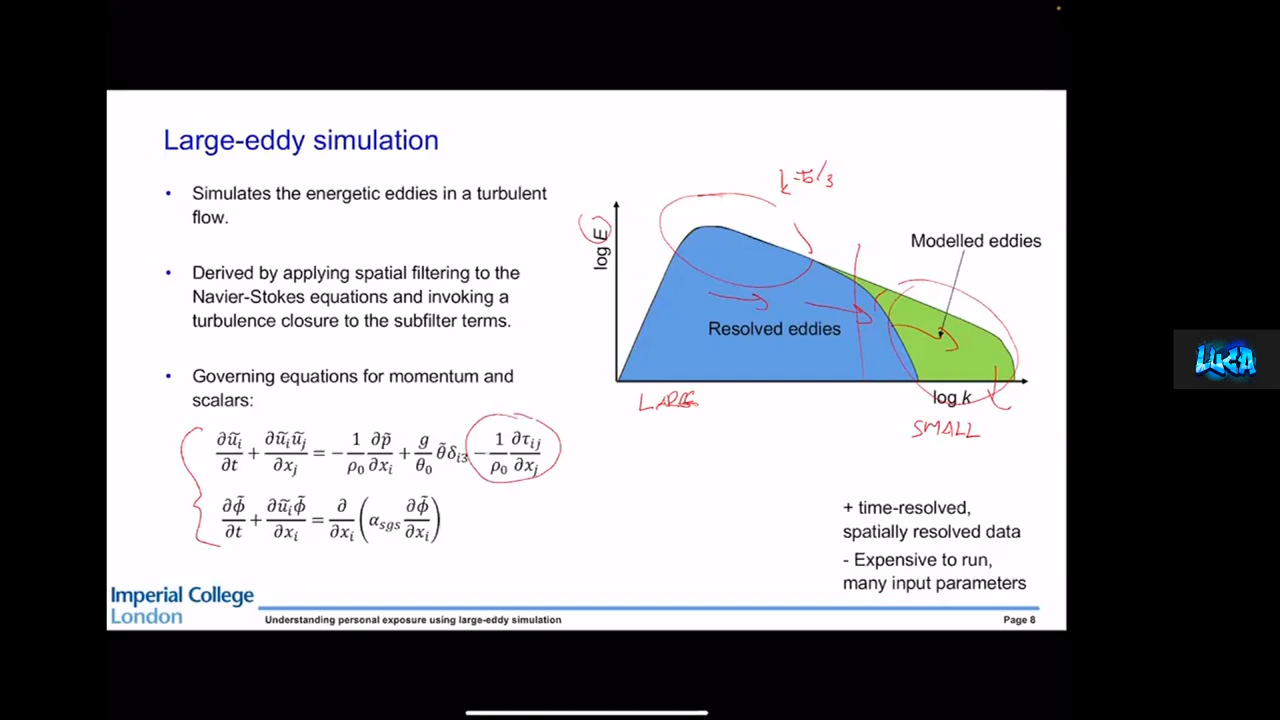 Large-eddy simulation
• Simulates the energetic eddies in a turbulent
flow.
• Derived by applying spatial filtering to the
Navier-Stokes equations and invoking a
turbulence closure to the subfilter terms.
• Governing equations for momentum and
scalars:
∂ũᵢ/∂t + ∂ũᵢũⱼ/∂xⱼ = −1/ρ₀ ∂p̃/∂xᵢ + g/θ₀ θ̃δᵢ₃ − 1/ρ₀ ∂τᵢⱼ/∂xⱼ
∂φ̃/∂t + ∂ũᵢφ̃/∂xᵢ = ∂/∂xᵢ (α_sgs ∂φ̃/∂xᵢ)
k^-5/3
log E
Modelled eddies
Resolved eddies
log k
LARGE
SMALL
+ time-resolved,
spatially resolved data
- Expensive to run,
many input parameters
Imperial College
London
Understanding personal exposure using large-eddy simulation
Page 8
LUCA